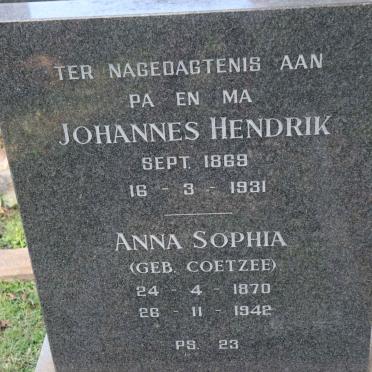 TER NAGEDAGTENIS AAN
PA EN MA
JOHANNES HENDRIK
SEPT. 1869
16 - 3 - 1931
ANNA SOPHIA
(GEB. COETZEE)
24 - 4 - 1870
26 - 11 - 1942
PS. 23